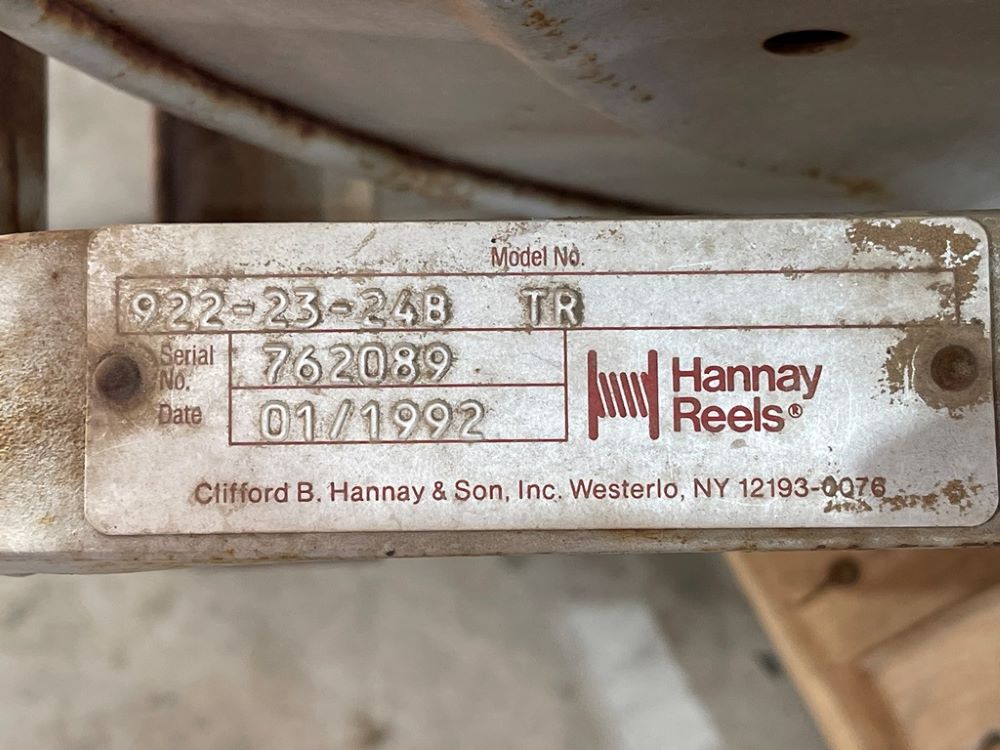 Model No.
922-23-24B TR
Serial No. 762089
Date 01/1992
Hannay Reels®
Clifford B. Hannay & Son, Inc. Westerlo, NY 12193-0076